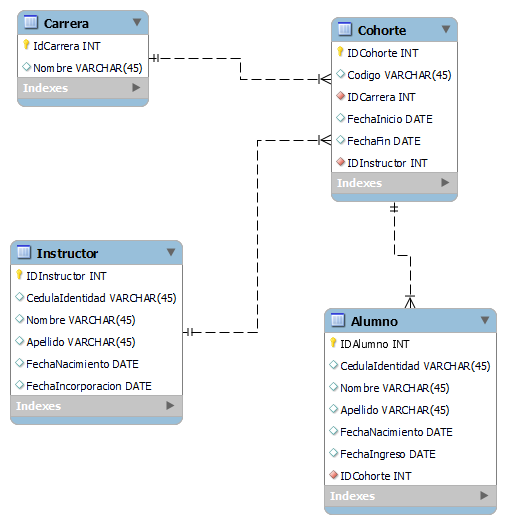 Carrera
IdCarrera INT
Nombre VARCHAR(45)
Indexes
Cohorte
IDCohorte INT
Codigo VARCHAR(45)
IDCarrera INT
FechaInicio DATE
FechaFin DATE
IDInstructor INT
Indexes
Instructor
IDInstructor INT
CedulaIdentidad VARCHAR(45)
Nombre VARCHAR(45)
Apellido VARCHAR(45)
FechaNacimiento DATE
FechaIncorporacion DATE
Indexes
Alumno
IDAlumno INT
CedulaIdentidad VARCHAR(45)
Nombre VARCHAR(45)
Apellido VARCHAR(45)
FechaNacimiento DATE
FechaIngreso DATE
IDCohorte INT
Indexes